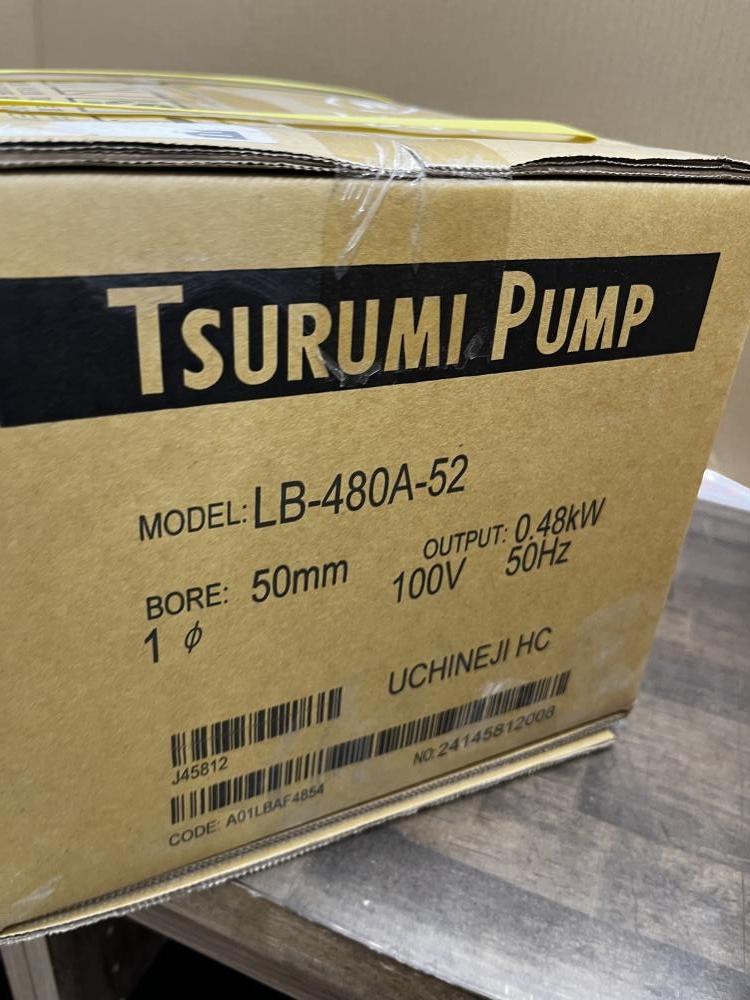 TSURUMI PUMP
MODEL: LB-480A-52
BORE: 50mm OUTPUT: 0.48kW
1 ϕ 100V 50Hz
UCHINEJI HC
J45812
CODE: A01LBAF4854 NO: 24145812008